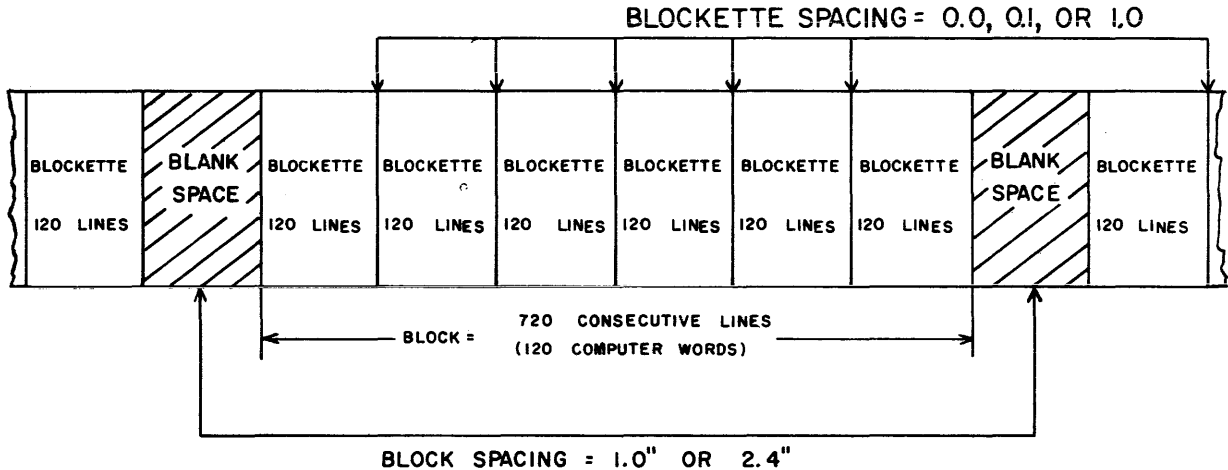 BLOCKETTE SPACING = 0.0, 0.1, OR 1.0
BLOCKETTE
120 LINES
BLANK
SPACE
BLOCKETTE
120 LINES
BLOCKETTE
120 LINES
BLOCKETTE
120 LINES
BLOCKETTE
120 LINES
BLOCKETTE
120 LINES
BLOCKETTE
120 LINES
BLANK
SPACE
BLOCKETTE
120 LINES
BLOCK =
720 CONSECUTIVE LINES
(120 COMPUTER WORDS)
BLOCK SPACING = 1.0" OR 2.4"